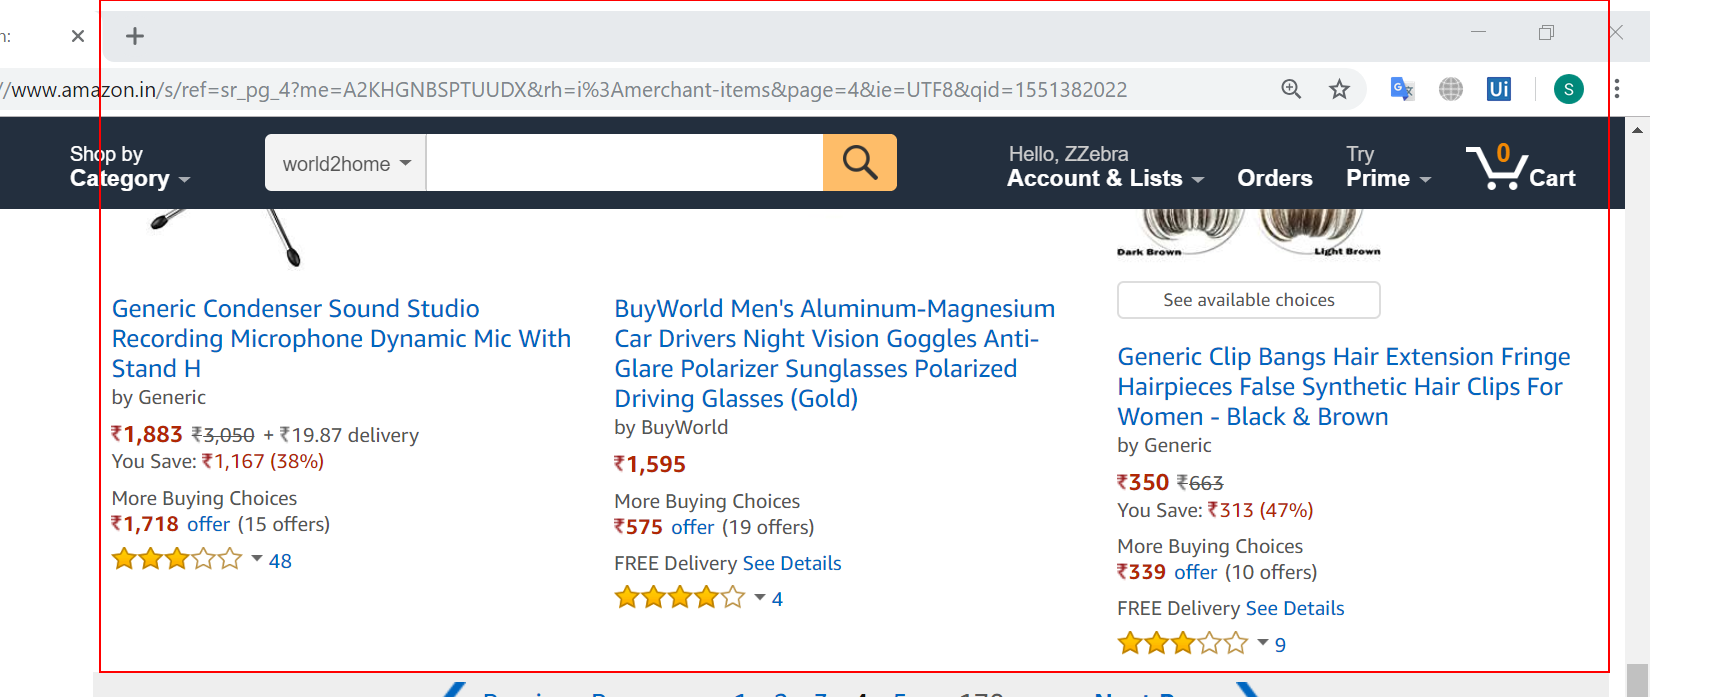 n:
//www.amazon.in/s/ref=sr_pg_4?me=A2KHGNBSPTUUDX&rh=i%3Amerchant-items&page=4&ie=UTF8&qid=1551382022
Ui
S
Shop by
Category
world2home
Hello, ZZebra
Account & Lists
Orders
Try
Prime
0
Cart
Dark Brown
Light Brown
See available choices
Generic Condenser Sound Studio
Recording Microphone Dynamic Mic With
Stand H
by Generic
₹1,883 ₹3,050 + ₹19.87 delivery
You Save: ₹1,167 (38%)
More Buying Choices
₹1,718 offer (15 offers)
48
BuyWorld Men's Aluminum-Magnesium
Car Drivers Night Vision Goggles Anti-
Glare Polarizer Sunglasses Polarized
Driving Glasses (Gold)
by BuyWorld
₹1,595
More Buying Choices
₹575 offer (19 offers)
FREE Delivery See Details
4
Generic Clip Bangs Hair Extension Fringe
Hairpieces False Synthetic Hair Clips For
Women - Black & Brown
by Generic
₹350 ₹663
You Save: ₹313 (47%)
More Buying Choices
₹339 offer (10 offers)
FREE Delivery See Details
9